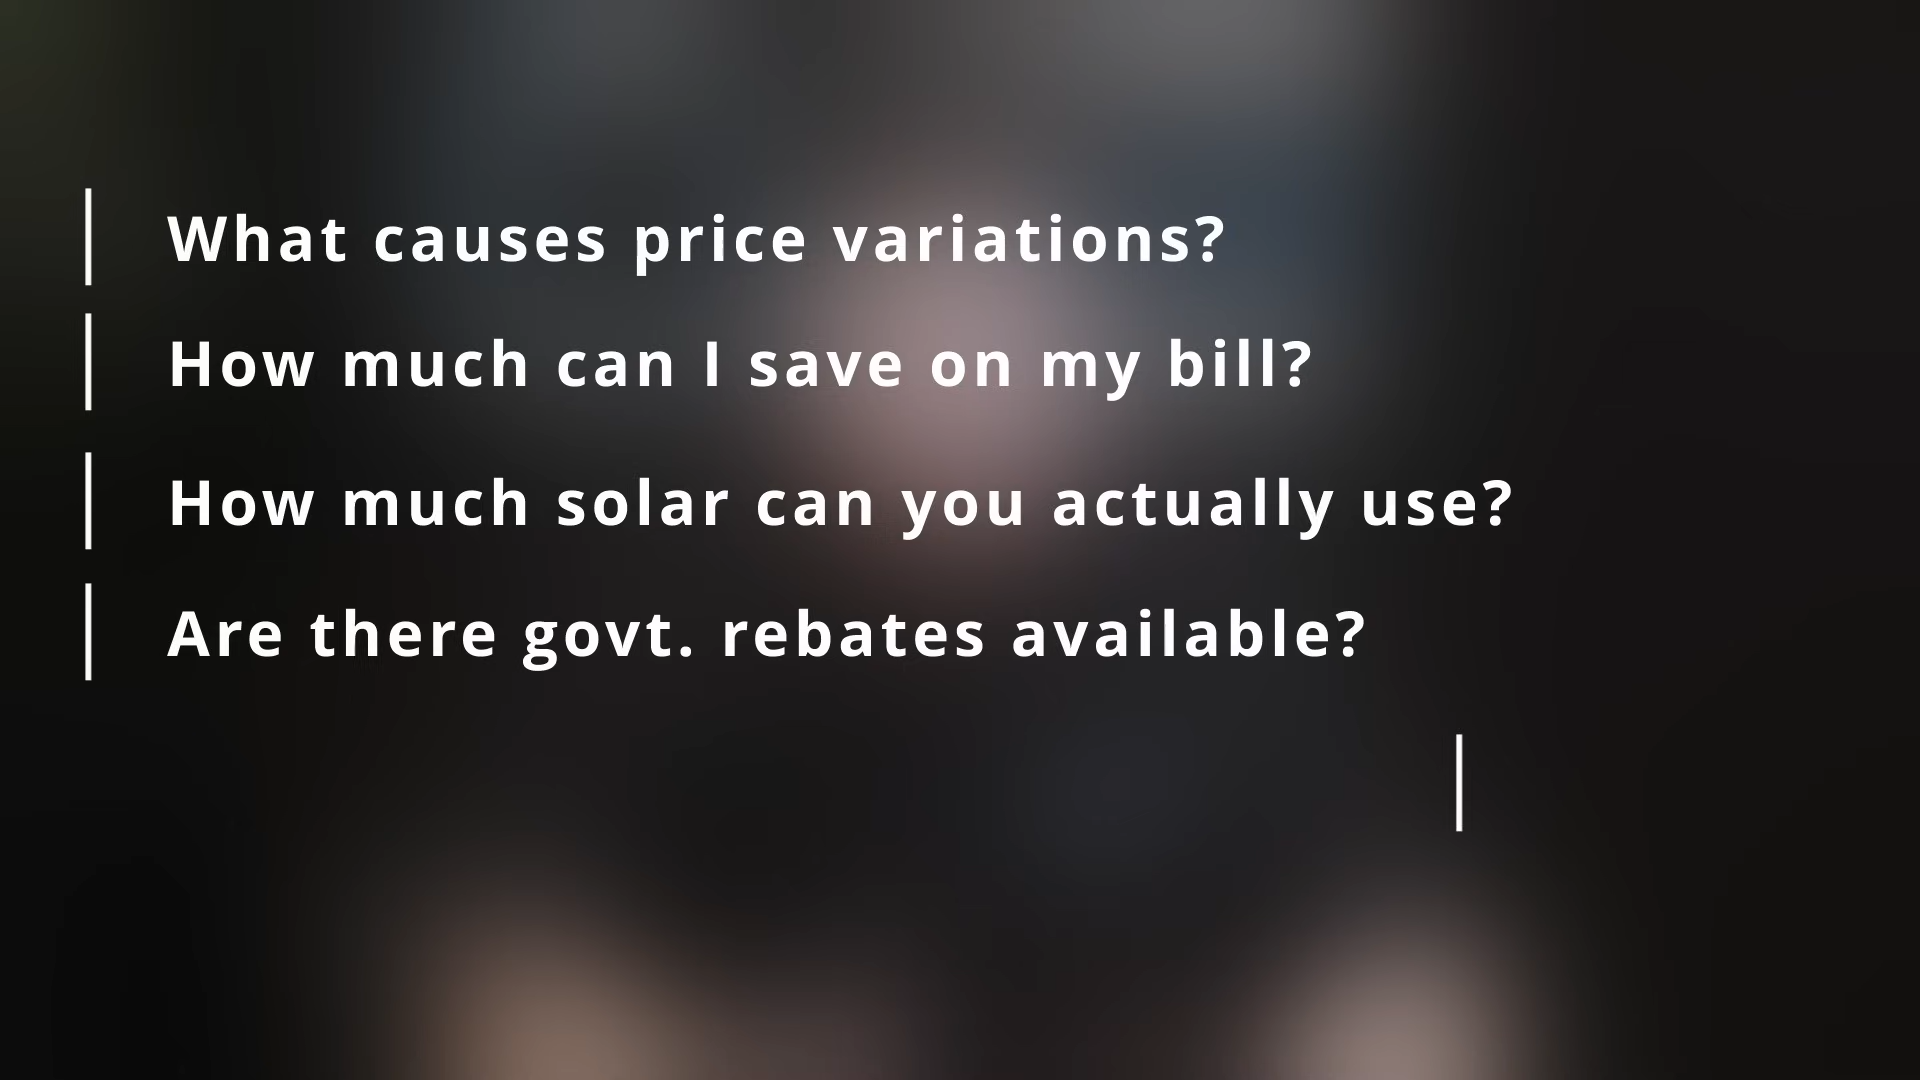 What causes price variations?
How much can I save on my bill?
How much solar can you actually use?
Are there govt. rebates available?